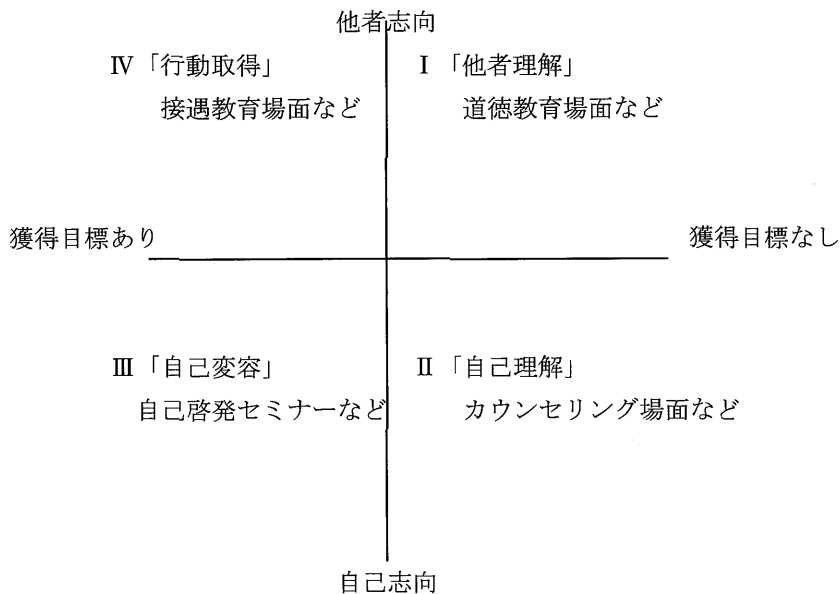 他者志向
Ⅳ「行動取得」
接遇教育場面など
Ⅰ「他者理解」
道徳教育場面など
獲得目標あり
獲得目標なし
Ⅲ「自己変容」
自己啓発セミナーなど
Ⅱ「自己理解」
カウンセリング場面など
自己志向